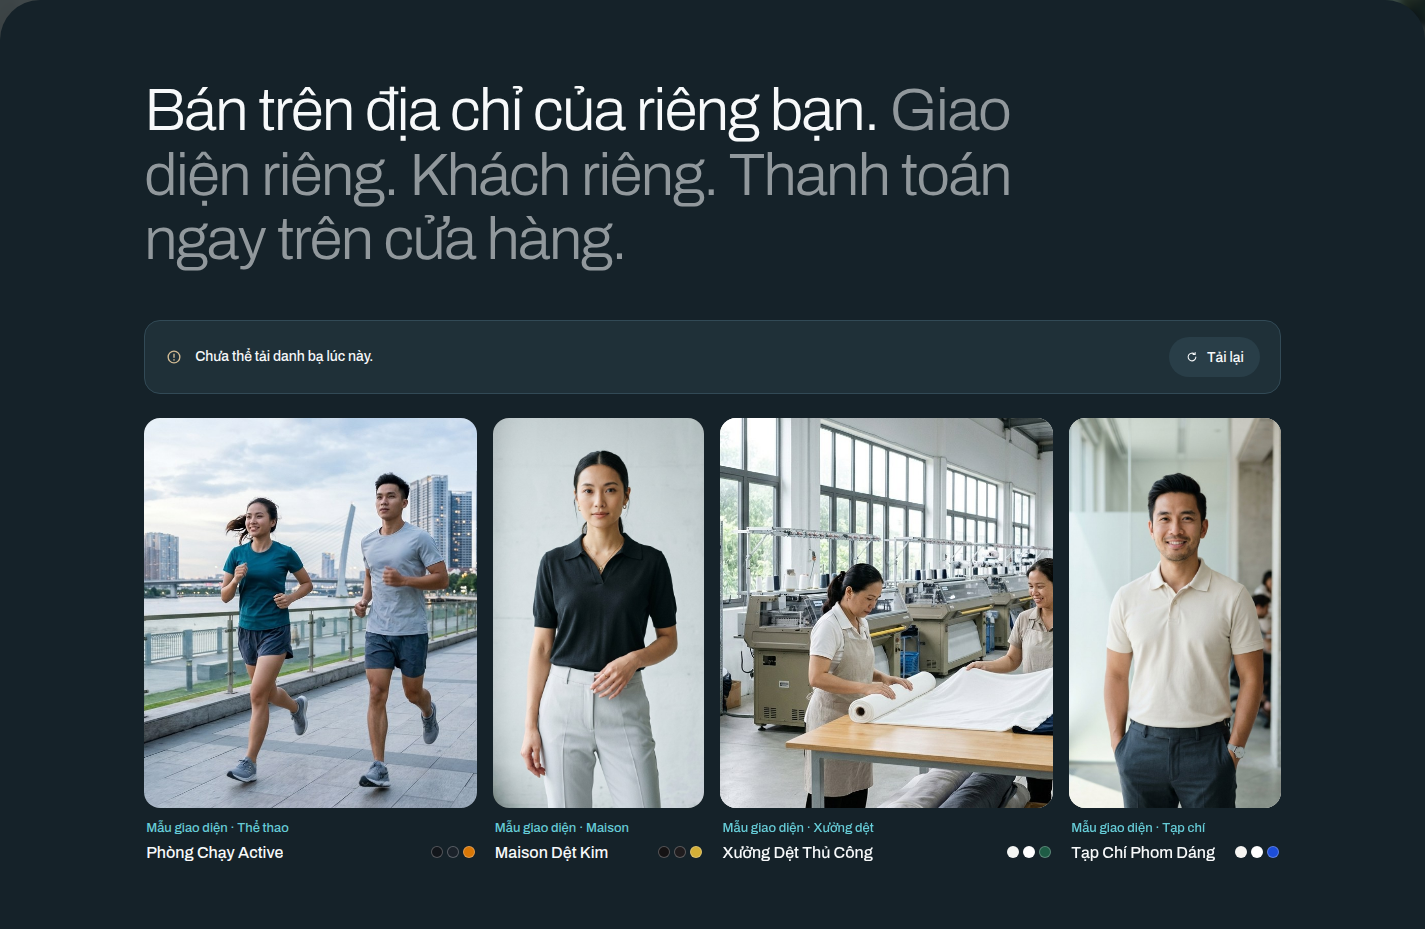 Bán trên địa chỉ của riêng bạn. Giao
diện riêng. Khách riêng. Thanh toán
ngay trên cửa hàng.
Chưa thể tải danh bạ lúc này.
Tải lại
Mẫu giao diện · Thể thao
Phòng Chạy Active
Mẫu giao diện · Maison
Maison Dệt Kim
Mẫu giao diện · Xưởng dệt
Xưởng Dệt Thủ Công
Mẫu giao diện · Tạp chí
Tạp Chí Phom Dáng